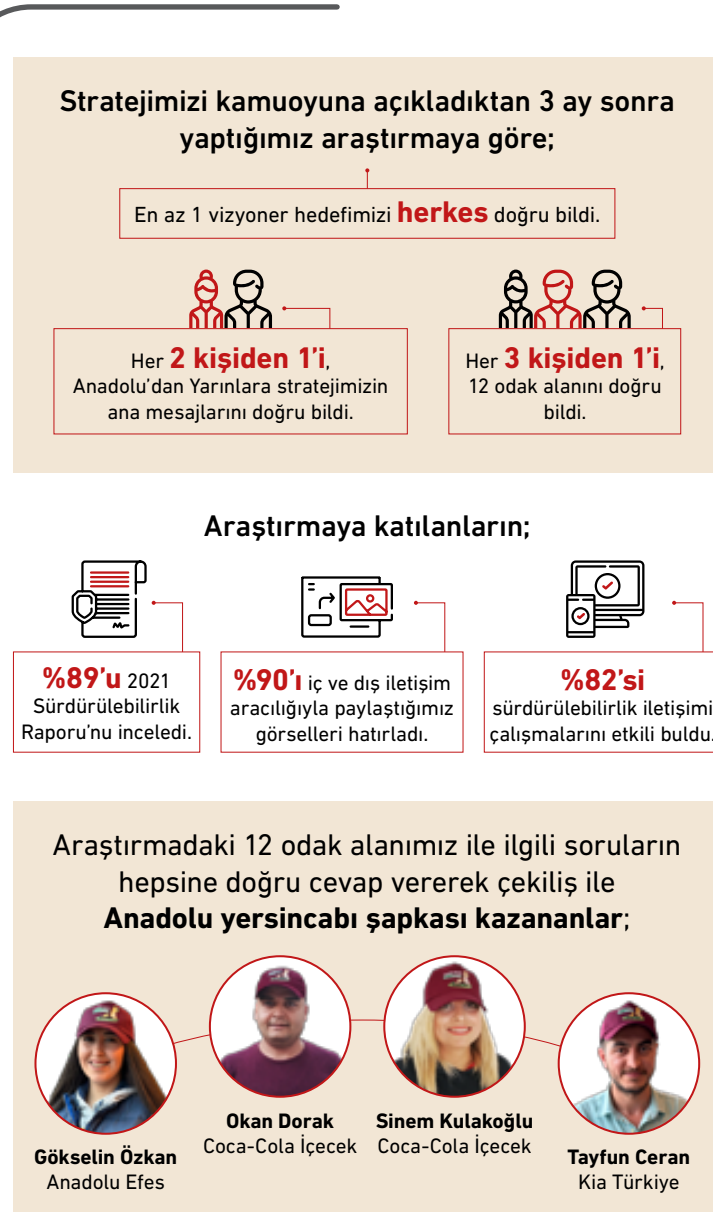 Stratejimizi kamuoyuna açıkladıktan 3 ay sonra
yaptığımız araştırmaya göre;
En az 1 vizyoner hedefimizi herkes doğru bildi.
Her 2 kişiden 1'i,
Anadolu'dan Yarınlara stratejimizin
ana mesajlarını doğru bildi.
Her 3 kişiden 1'i,
12 odak alanını doğru
bildi.
Araştırmaya katılanların;
%89'u 2021
Sürdürülebilirlik
Raporu'nu inceledi.
%90'ı iç ve dış iletişim
aracılığıyla paylaştığımız
görselleri hatırladı.
%82'si
sürdürülebilirlik iletişimi
çalışmalarını etkili buldu.
Araştırmadaki 12 odak alanımız ile ilgili soruların
hepsine doğru cevap vererek çekiliş ile
Anadolu yersincabı şapkası kazananlar;
Gökselin Özkan
Anadolu Efes
Okan Dorak
Coca-Cola İçecek
Sinem Kulakoğlu
Coca-Cola İçecek
Tayfun Ceran
Kia Türkiye